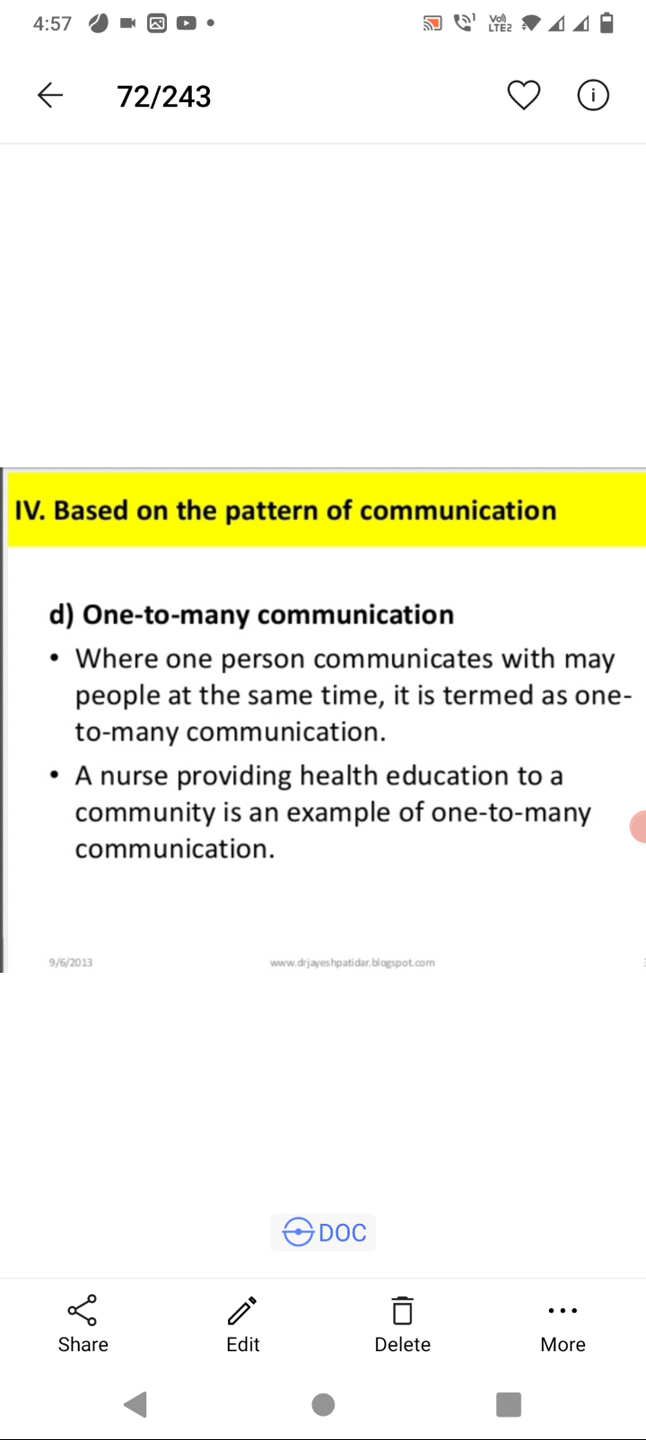 4:57
Vo)) LTE2
72/243
IV. Based on the pattern of communication
d) One-to-many communication
• Where one person communicates with may
people at the same time, it is termed as one-
to-many communication.
• A nurse providing health education to a
community is an example of one-to-many
communication.
9/6/2013 www.drjayeshpatidar.blogspot.com
DOC
Share Edit Delete More